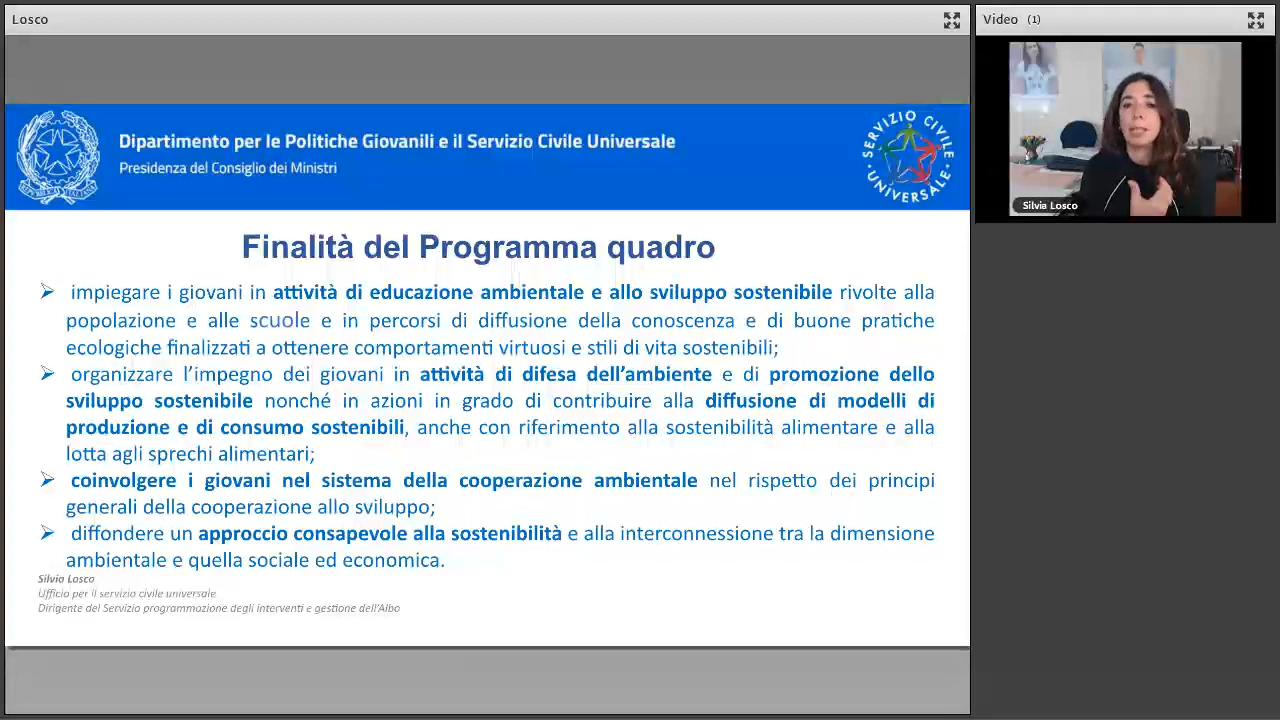 Losco
Video (1)
Dipartimento per le Politiche Giovanili e il Servizio Civile Universale
Presidenza del Consiglio dei Ministri
SERVIZIO CIVILE
UNIVERSALE
Silvia Losco
Finalità del Programma quadro
➢ impiegare i giovani in attività di educazione ambientale e allo sviluppo sostenibile rivolte alla
popolazione e alle scuole e in percorsi di diffusione della conoscenza e di buone pratiche
ecologiche finalizzati a ottenere comportamenti virtuosi e stili di vita sostenibili;
➢ organizzare l’impegno dei giovani in attività di difesa dell’ambiente e di promozione dello
sviluppo sostenibile nonché in azioni in grado di contribuire alla diffusione di modelli di
produzione e di consumo sostenibili, anche con riferimento alla sostenibilità alimentare e alla
lotta agli sprechi alimentari;
➢ coinvolgere i giovani nel sistema della cooperazione ambientale nel rispetto dei principi
generali della cooperazione allo sviluppo;
➢ diffondere un approccio consapevole alla sostenibilità e alla interconnessione tra la dimensione
ambientale e quella sociale ed economica.
Silvia Losco
Ufficio per il servizio civile universale
Dirigente del Servizio programmazione degli interventi e gestione dell’Albo